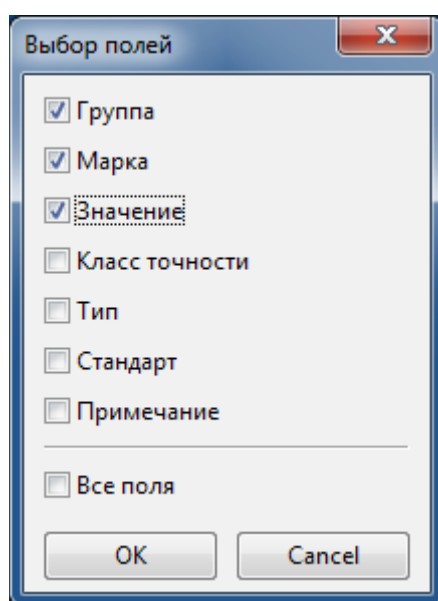 Выбор полей
Группа
Марка
Значение
Класс точности
Тип
Стандарт
Примечание
Все поля
OK Cancel